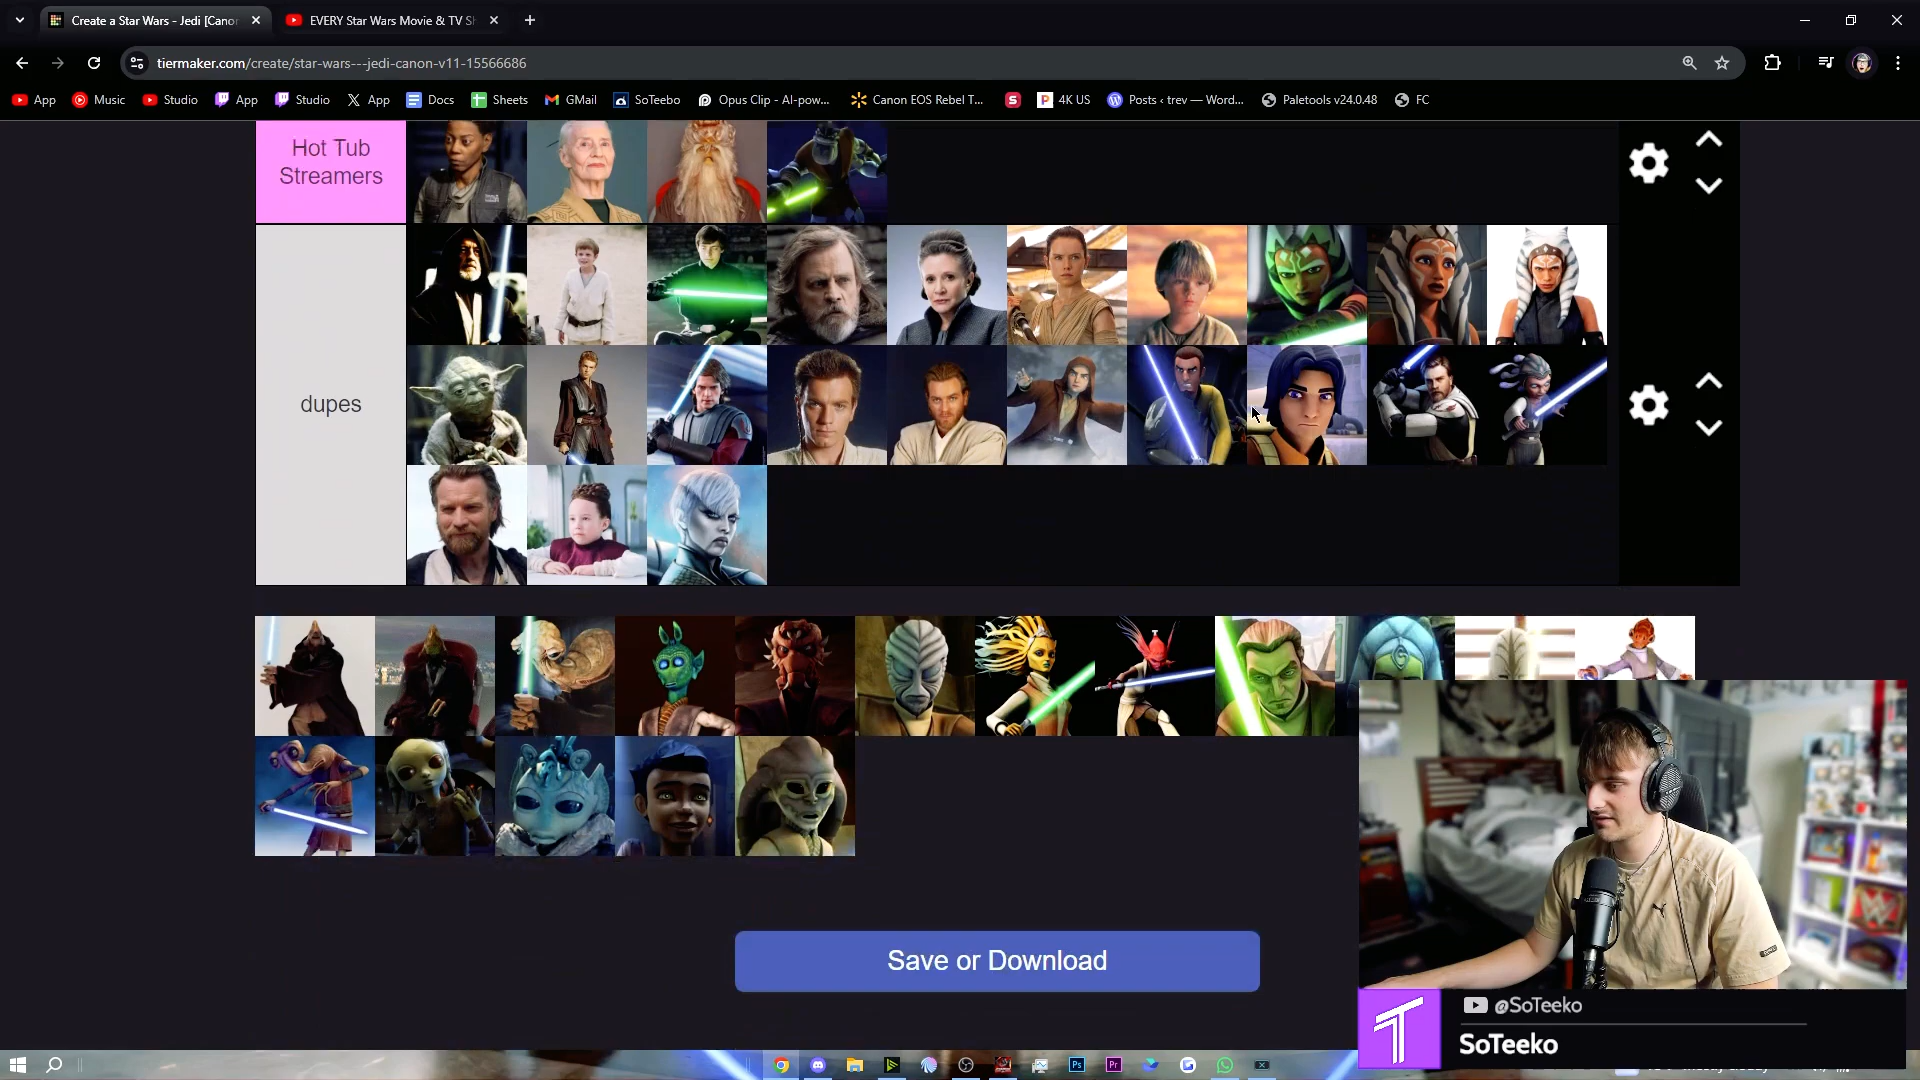 Create a Star Wars - Jedi [Cano
EVERY Star Wars Movie & TV S
tiermaker.com/create/star-wars---jedi-canon-v11-15566686
App
Music
Studio
App
Studio
App
Docs
Sheets
GMail
SoTeebo
Opus Clip - AI-pow...
Canon EOS Rebel T...
4K US
Posts ‹ trev — Word...
Paletools v24.0.48
FC
Hot Tub
Streamers
dupes
Save or Download
@SoTeeko
SoTeeko